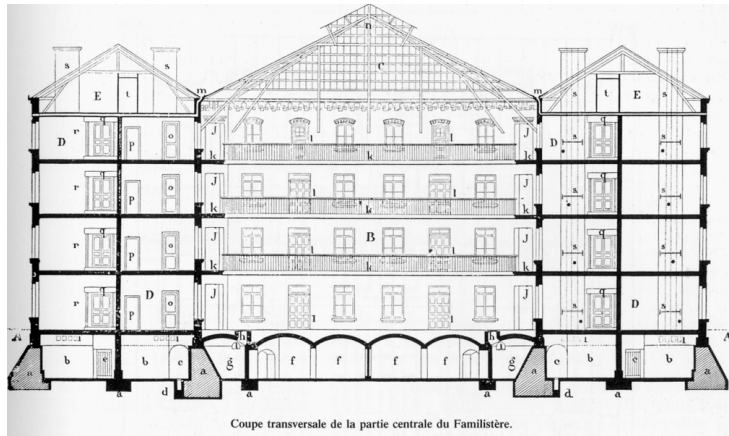 n
s s s s
c
E t m m t E
q J l l J q
D r p o k k D
q J l l J q
r p o k k s s
q J B J q
r p o l k l s s
q D J J q D
r p o l l s s
A h h A
b e b c g f f f f g c b e b
a a a a
a d a a d a
Coupe transversale de la partie centrale du Familistère.